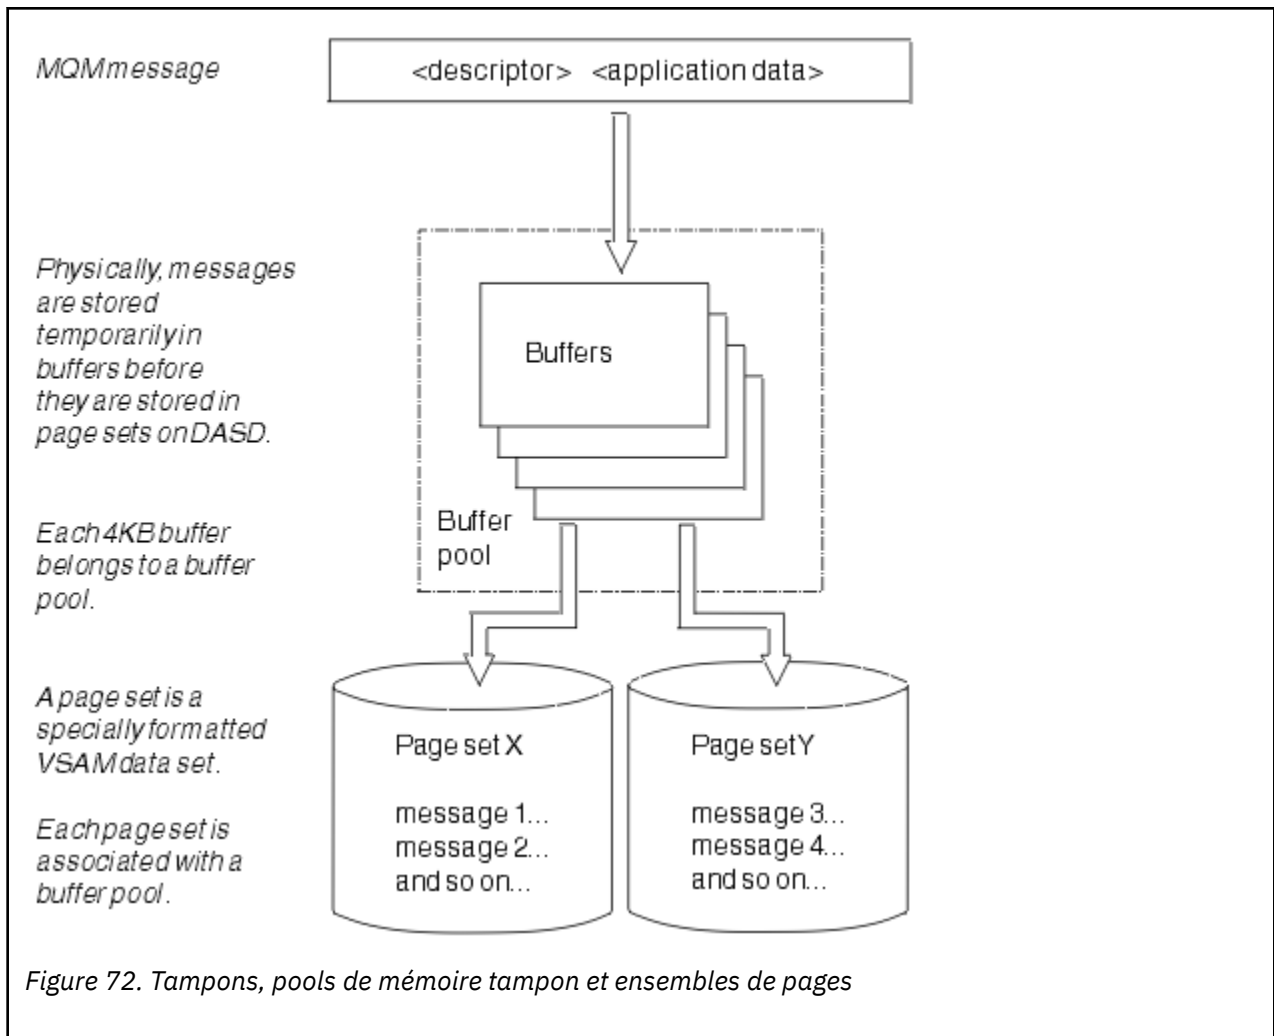 MQM message
<descriptor> <application data>
Physically, messages
are stored
temporarily in
buffers before
they are stored in
page sets on DASD.
Buffers
Buffer
pool
Each 4KB buffer
belongs to a buffer
pool.
A page set is a
specially formatted
VSAM data set.
Each page set is
associated with a
buffer pool.
Page set X
message 1...
message 2...
and so on...
Page set Y
message 3...
message 4...
and so on...
Figure 72. Tampons, pools de mémoire tampon et ensembles de pages